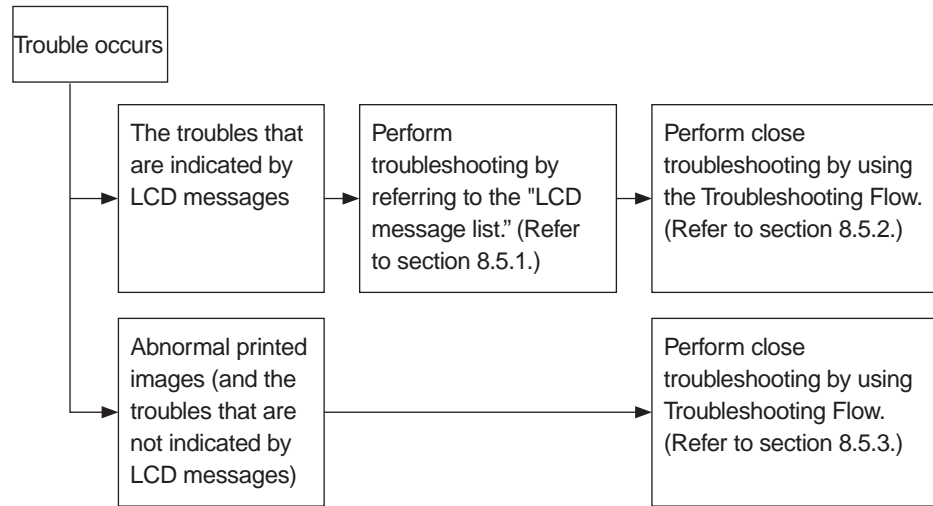 Trouble occurs
The troubles that
are indicated by
LCD messages
Perform
troubleshooting by
referring to the "LCD
message list.” (Refer
to section 8.5.1.)
Perform close
troubleshooting by using
the Troubleshooting Flow.
(Refer to section 8.5.2.)
Abnormal printed
images (and the
troubles that are
not indicated by
LCD messages)
Perform close
troubleshooting by using
Troubleshooting Flow.
(Refer to section 8.5.3.)